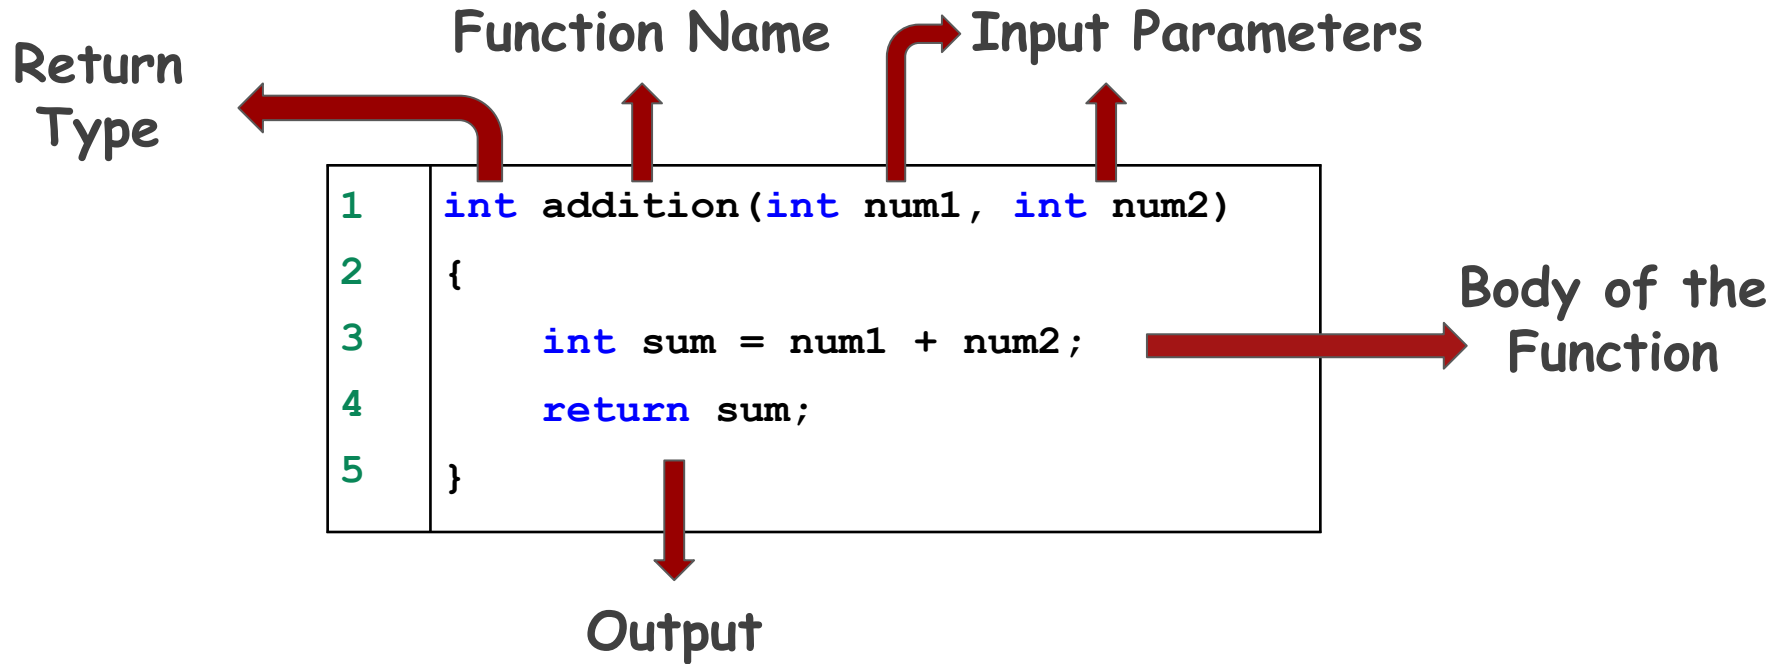 Function Name
Input Parameters
Return
Type
1 int addition(int num1, int num2)
2 {
3 int sum = num1 + num2;
4 return sum;
5 }
Body of the
Function
Output